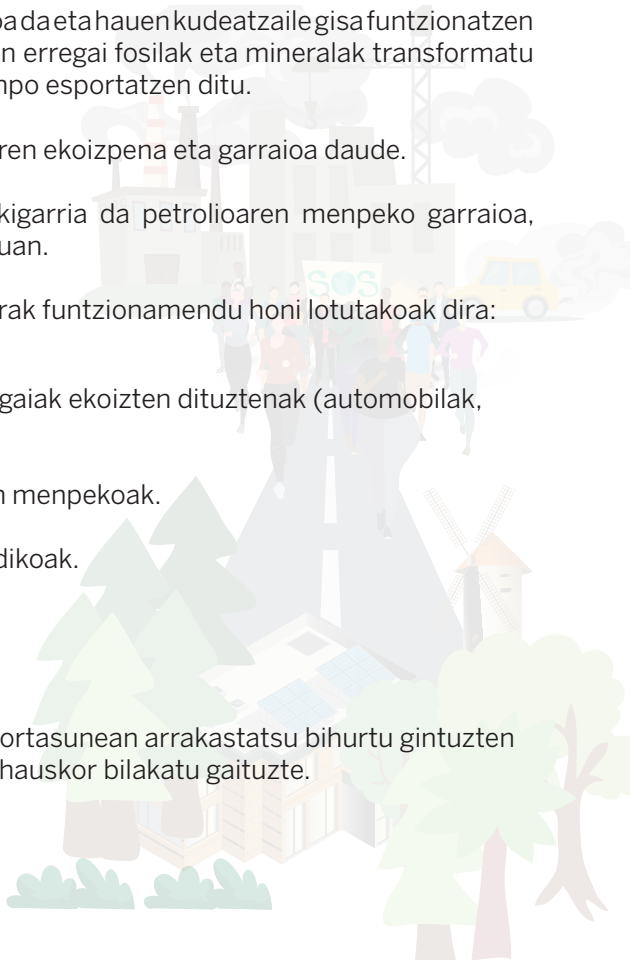 oa da eta hauen kudeatzaile gisa funtzionatzen
n erregai fosilak eta mineralak transformatu
npo esportatzen ditu.
ren ekoizpena eta garraioa daude.
kigarria da petrolioaren menpeko garraioa,
uan.
SOS
rak funtzionamendu honi lotutakoak dira:
gaiak ekoizten dituztenak (automobilak,
n menpekoak.
dikoak.
ortasunean arrakastatsu bihurtu gintuzten
hauskor bilakatu gaituzte.